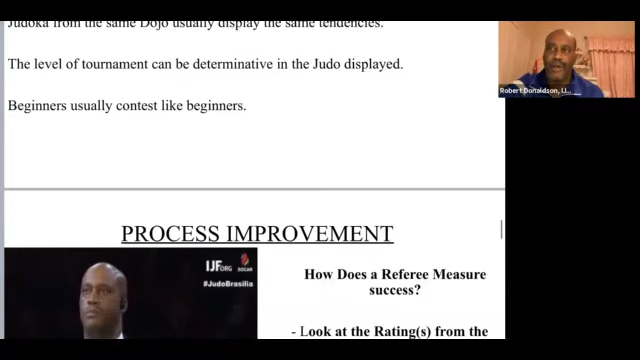 Judoka from the same Dojo usually display the same tendencies.
The level of tournament can be determinative in the Judo displayed.
Beginners usually contest like beginners.
Robert Donaldson, IJ...
PROCESS IMPROVEMENT
IJF.ORG SOCAR
#JudoBrasilia
How Does a Referee Measure
success?
- Look at the Rating(s) from the